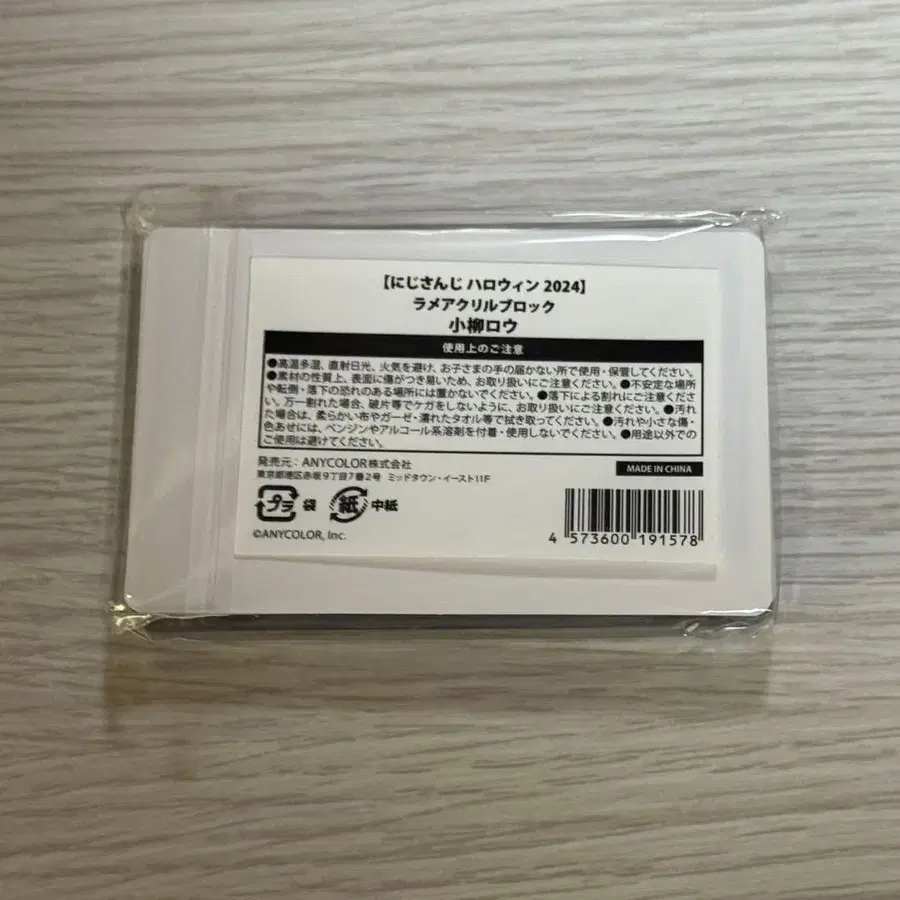 【にじさんじ ハロウィン 2024】
ラメアクリルブロック
小柳ロウ
使用上のご注意
●高温多湿、直射日光、火気を避け、お子さまの手の届かない所で使用・保管してください。
●素材の性質上、表面に傷がつき易いため、お取り扱いにご注意ください。●不安定な場所
や転倒・落下の恐れのある場所には置かないでください。●落下による割れにご注意くださ
い。万一割れた場合、破片等でケガをしないように、お取り扱いにご注意ください。●汚れ
た場合は、柔らかい布やガーゼ・濡れたタオル等で拭き取ってください。●汚れや小さな傷・
色あせには、ベンジンやアルコール系溶剤を付着・使用しないでください。●用途以外での
ご使用は避けてください。
発売元：ANYCOLOR株式会社
東京都港区赤坂9丁目7番2号 ミッドタウン・イースト11F
MADE IN CHINA
プラ 袋 紙 中紙
©ANYCOLOR, Inc.
4 573600 191578